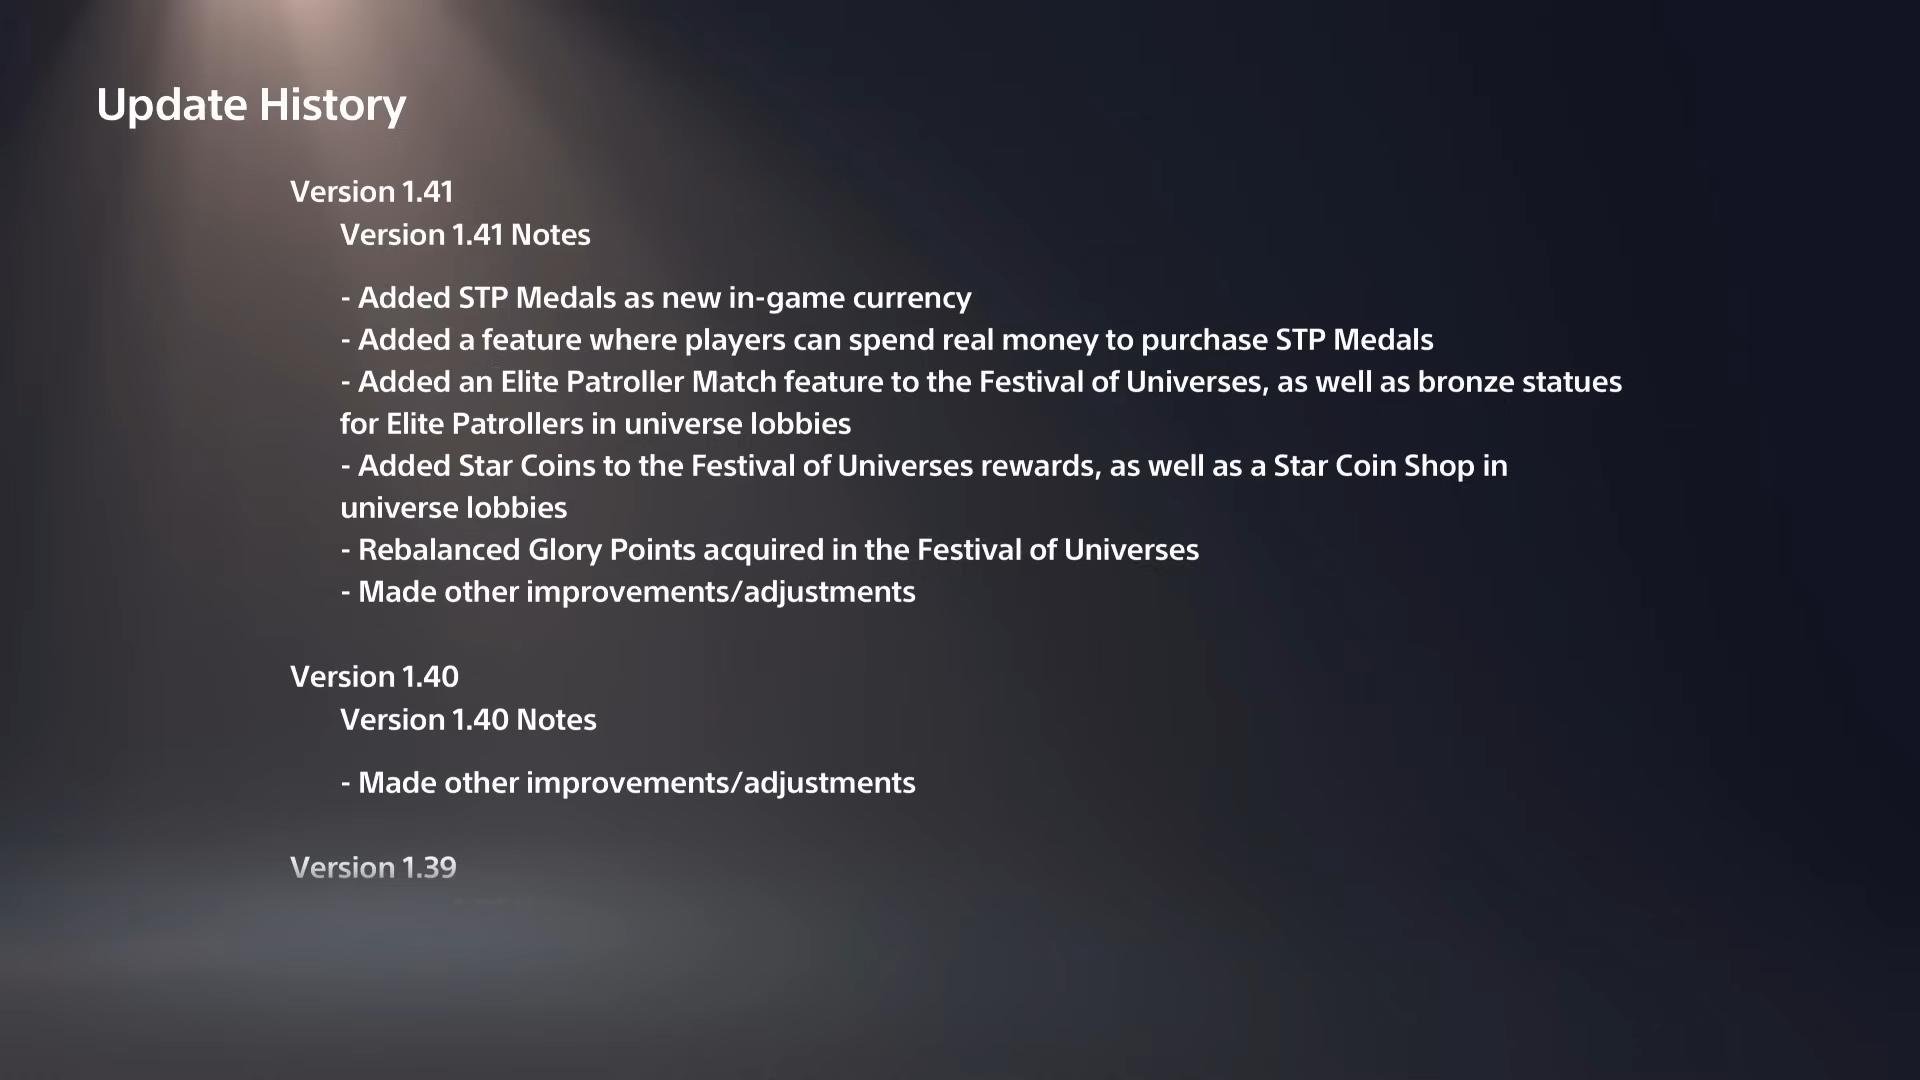 Update History
Version 1.41
Version 1.41 Notes
- Added STP Medals as new in-game currency
- Added a feature where players can spend real money to purchase STP Medals
- Added an Elite Patroller Match feature to the Festival of Universes, as well as bronze statues
for Elite Patrollers in universe lobbies
- Added Star Coins to the Festival of Universes rewards, as well as a Star Coin Shop in
universe lobbies
- Rebalanced Glory Points acquired in the Festival of Universes
- Made other improvements/adjustments
Version 1.40
Version 1.40 Notes
- Made other improvements/adjustments
Version 1.39